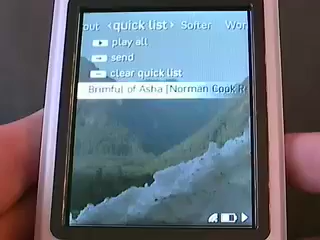 out ‹quick list› Softer Wor
play all
send
clear quick list
Brimful of Asha [Norman Cook R